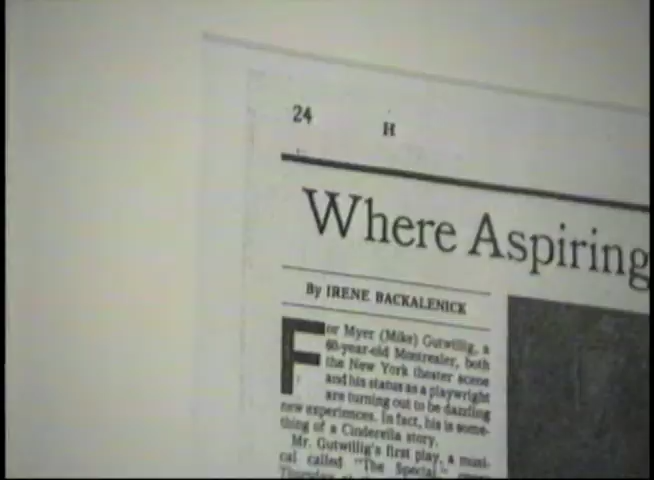 24 H
Where Aspiring
By IRENE BACKALENICK
For Myer (Mike) Gutwillig, a
60-year-old Montrealer, both
the New York theater scene
and his status as a playwright
are turning out to be dazzling
new experiences. In fact, his is some-
thing of a Cinderella story.
Mr. Gutwillig's first play, a musi-
cal called "The Special,"
Thursday